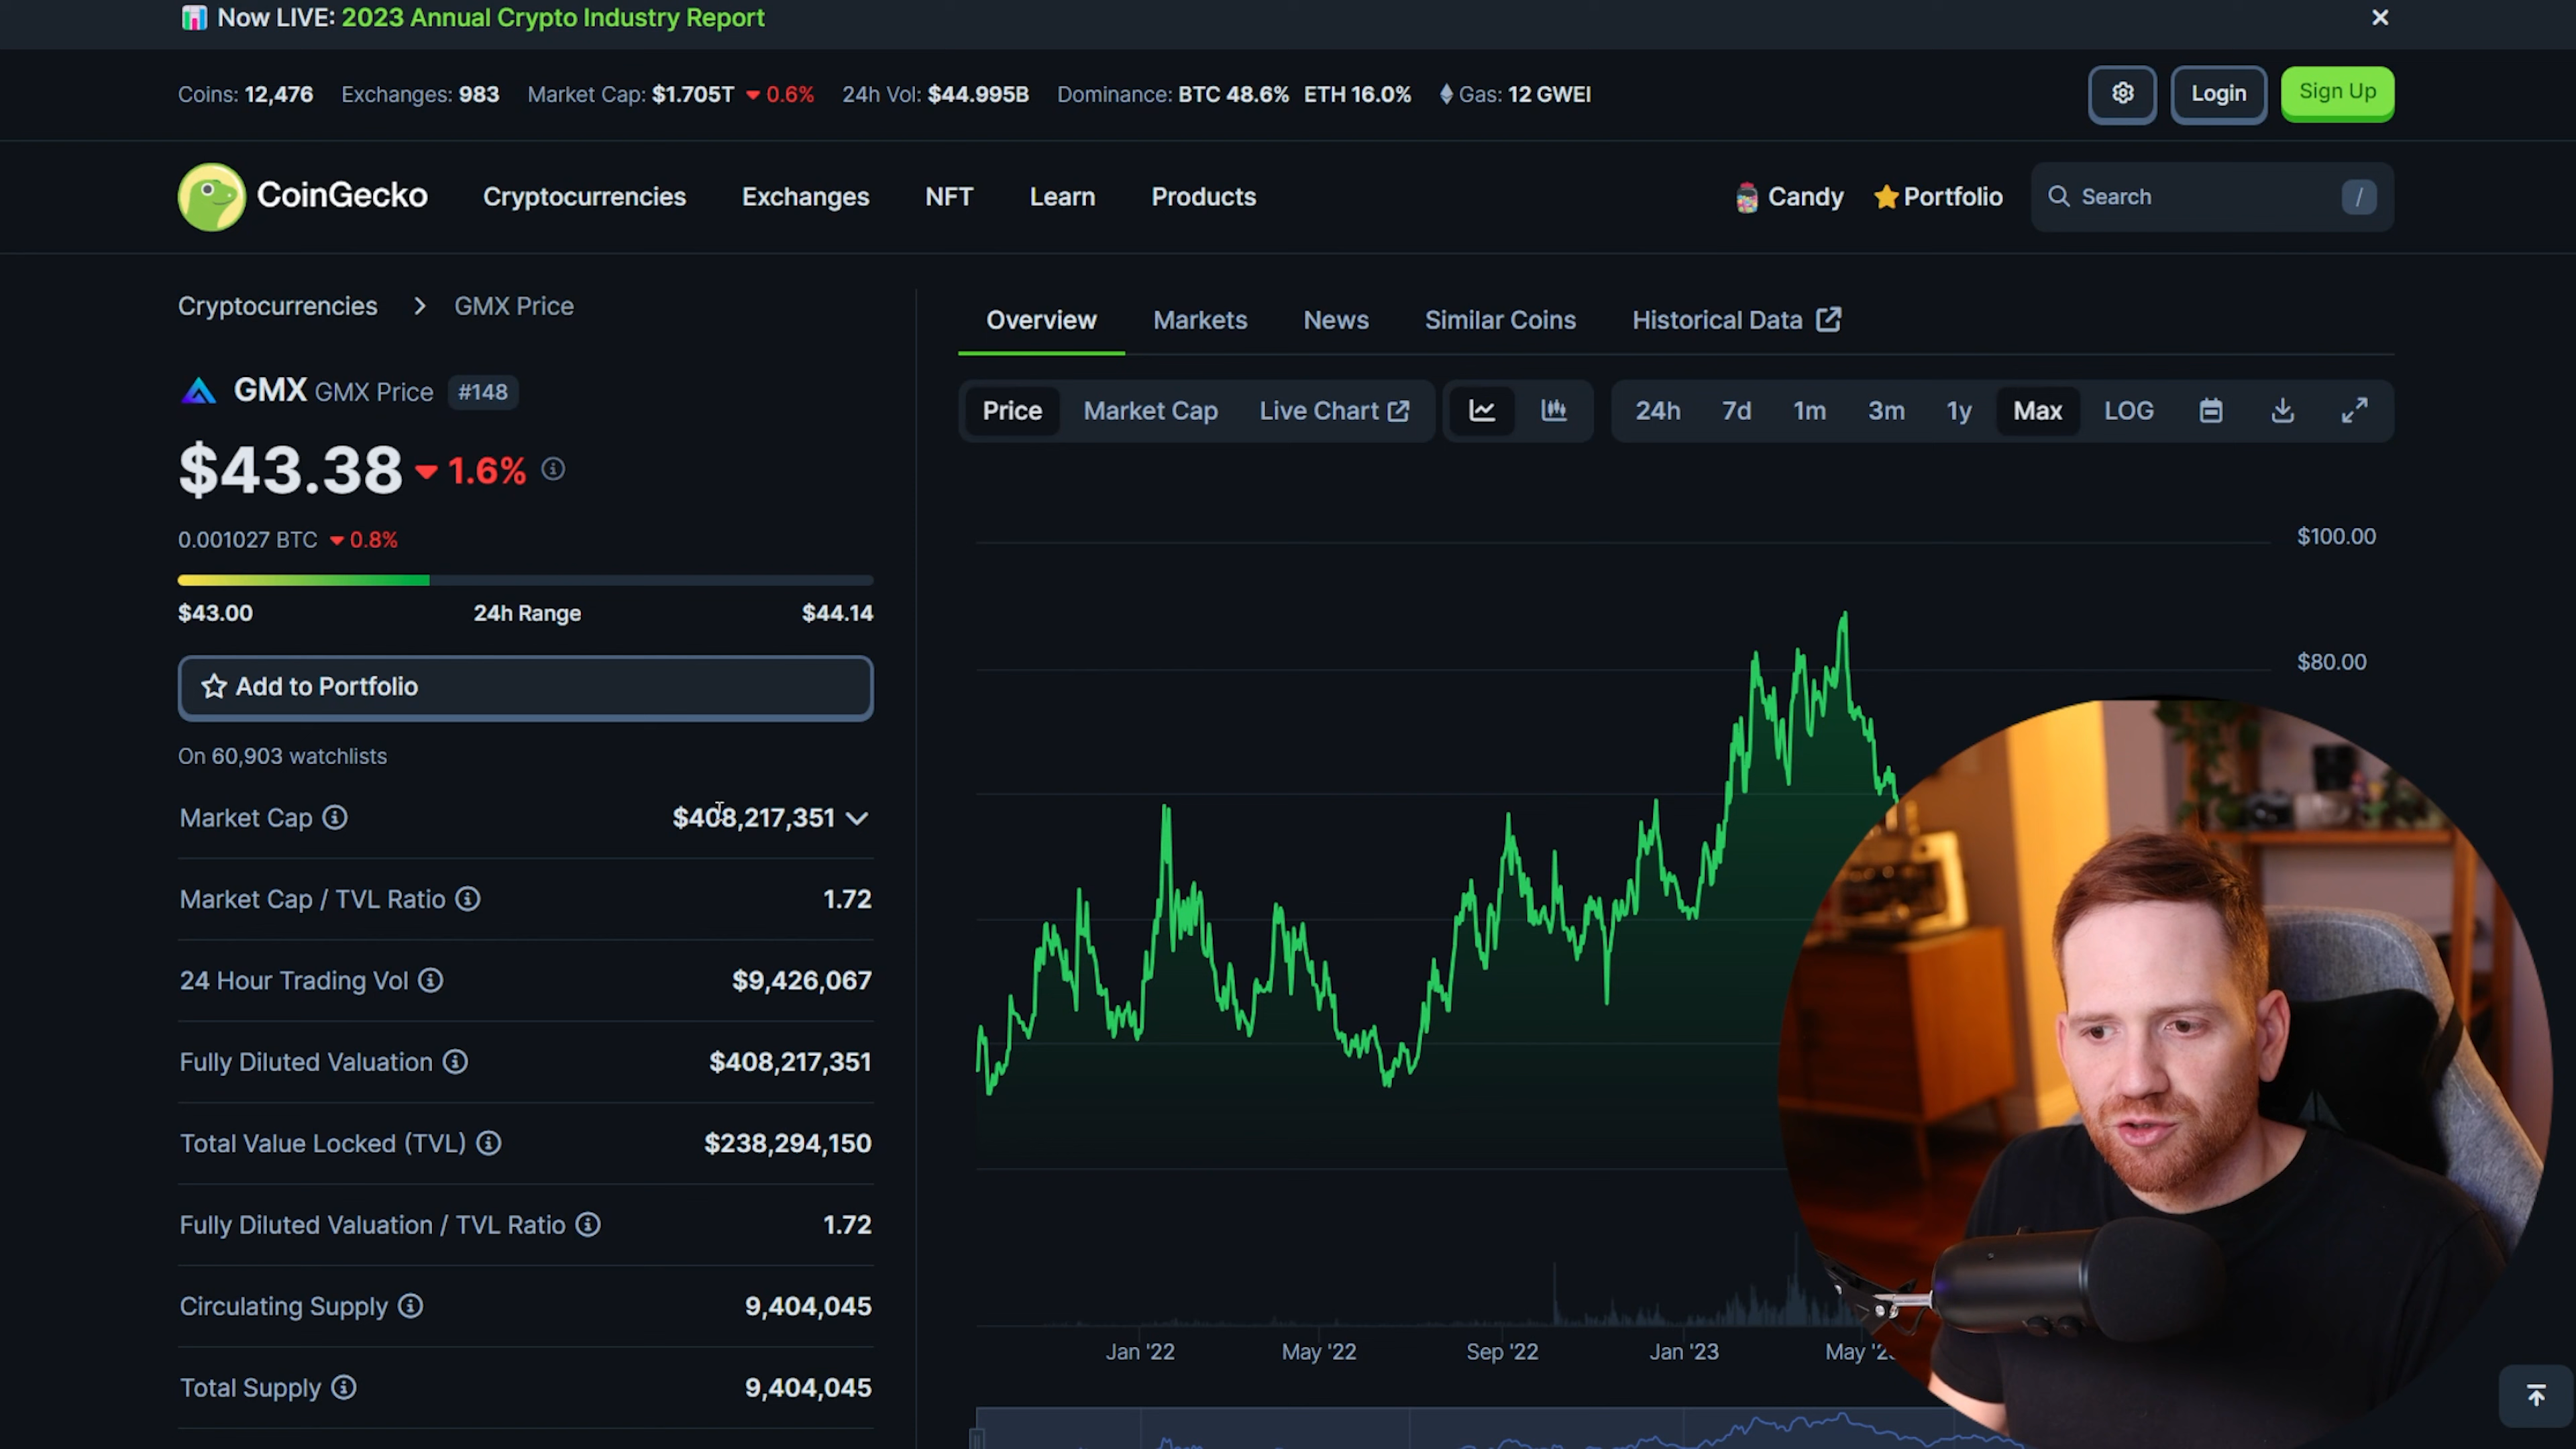 Now LIVE: 2023 Annual Crypto Industry Report
Coins: 12,476 Exchanges: 983 Market Cap: $1.705T 0.6% 24h Vol: $44.995B Dominance: BTC 48.6% ETH 16.0% Gas: 12 GWEI
Login
Sign Up
CoinGecko
Cryptocurrencies Exchanges NFT Learn Products
Candy Portfolio Search /
Cryptocurrencies > GMX Price
GMX GMX Price #148
$43.38 1.6%
0.001027 BTC 0.8%
$43.00 24h Range $44.14
Add to Portfolio
On 60,903 watchlists
Market Cap $408,217,351
Market Cap / TVL Ratio 1.72
24 Hour Trading Vol $9,426,067
Fully Diluted Valuation $408,217,351
Total Value Locked (TVL) $238,294,150
Fully Diluted Valuation / TVL Ratio 1.72
Circulating Supply 9,404,045
Total Supply 9,404,045
Overview Markets News Similar Coins Historical Data
Price Market Cap Live Chart 24h 7d 1m 3m 1y Max LOG
$100.00
$80.00
Jan '22 May '22 Sep '22 Jan '23 May '2